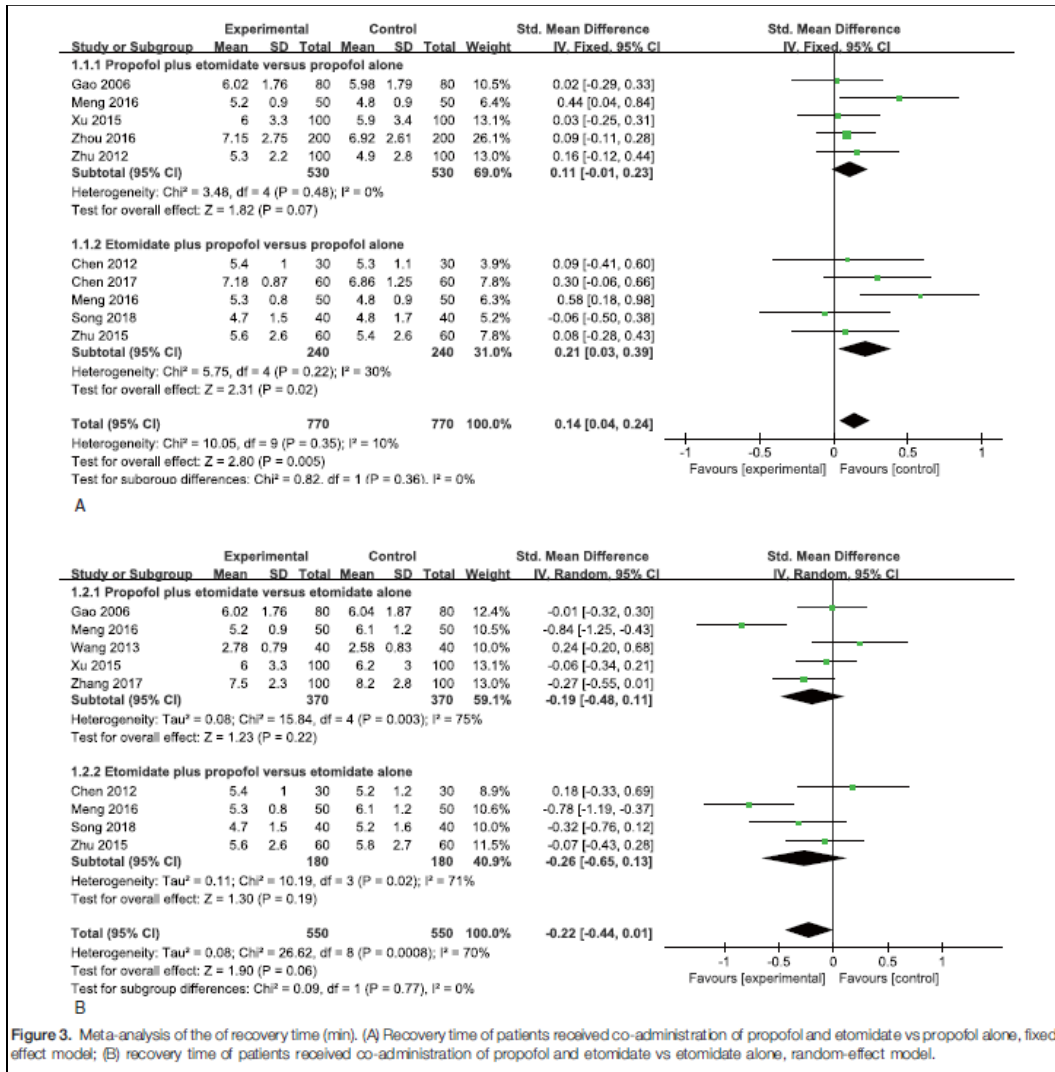 Experimental Control Std. Mean Difference Std. Mean Difference
Study or Subgroup Mean SD Total Mean SD Total Weight IV. Fixed. 95% CI IV. Fixed. 95% CI
1.1.1 Propofol plus etomidate versus propofol alone
Gao 2006 6.02 1.76 80 5.98 1.79 80 10.5% 0.02 [-0.29, 0.33]
Meng 2016 5.2 0.9 50 4.8 0.9 50 6.4% 0.44 [0.04, 0.84]
Xu 2015 6 3.3 100 5.9 3.4 100 13.1% 0.03 [-0.25, 0.31]
Zhou 2016 7.15 2.75 200 6.92 2.61 200 26.1% 0.09 [-0.11, 0.28]
Zhu 2012 5.3 2.2 100 4.9 2.8 100 13.0% 0.16 [-0.12, 0.44]
Subtotal (95% CI) 530 530 69.0% 0.11 [-0.01, 0.23]
Heterogeneity: Chi² = 3.48, df = 4 (P = 0.48); I² = 0%
Test for overall effect: Z = 1.82 (P = 0.07)
1.1.2 Etomidate plus propofol versus propofol alone
Chen 2012 5.4 1 30 5.3 1.1 30 3.9% 0.09 [-0.41, 0.60]
Chen 2017 7.18 0.87 60 6.86 1.25 60 7.8% 0.30 [-0.06, 0.66]
Meng 2016 5.3 0.8 50 4.8 0.9 50 6.3% 0.58 [0.18, 0.98]
Song 2018 4.7 1.5 40 4.8 1.7 40 5.2% -0.06 [-0.50, 0.38]
Zhu 2015 5.6 2.6 60 5.4 2.6 60 7.8% 0.08 [-0.28, 0.43]
Subtotal (95% CI) 240 240 31.0% 0.21 [0.03, 0.39]
Heterogeneity: Chi² = 5.75, df = 4 (P = 0.22); I² = 30%
Test for overall effect: Z = 2.31 (P = 0.02)
Total (95% CI) 770 770 100.0% 0.14 [0.04, 0.24]
Heterogeneity: Chi² = 10.05, df = 9 (P = 0.35); I² = 10%
Test for overall effect: Z = 2.80 (P = 0.005)
Test for subgroup differences: Chi² = 0.82. df = 1 (P = 0.36). I² = 0%
-1 -0.5 0 0.5 1
Favours [experimental] Favours [control]
A
Experimental Control Std. Mean Difference Std. Mean Difference
Study or Subgroup Mean SD Total Mean SD Total Weight IV. Random. 95% CI IV. Random. 95% CI
1.2.1 Propofol plus etomidate versus etomidate alone
Gao 2006 6.02 1.76 80 6.04 1.87 80 12.4% -0.01 [-0.32, 0.30]
Meng 2016 5.2 0.9 50 6.1 1.2 50 10.5% -0.84 [-1.25, -0.43]
Wang 2013 2.78 0.79 40 2.58 0.83 40 10.0% 0.24 [-0.20, 0.68]
Xu 2015 6 3.3 100 6.2 3 100 13.1% -0.06 [-0.34, 0.21]
Zhang 2017 7.5 2.3 100 8.2 2.8 100 13.0% -0.27 [-0.55, 0.01]
Subtotal (95% CI) 370 370 59.1% -0.19 [-0.48, 0.11]
Heterogeneity: Tau² = 0.08; Chi² = 15.84, df = 4 (P = 0.003); I² = 75%
Test for overall effect: Z = 1.23 (P = 0.22)
1.2.2 Etomidate plus propofol versus etomidate alone
Chen 2012 5.4 1 30 5.2 1.2 30 8.9% 0.18 [-0.33, 0.69]
Meng 2016 5.3 0.8 50 6.1 1.2 50 10.6% -0.78 [-1.19, -0.37]
Song 2018 4.7 1.5 40 5.2 1.6 40 10.0% -0.32 [-0.76, 0.12]
Zhu 2015 5.6 2.6 60 5.8 2.7 60 11.5% -0.07 [-0.43, 0.28]
Subtotal (95% CI) 180 180 40.9% -0.26 [-0.65, 0.13]
Heterogeneity: Tau² = 0.11; Chi² = 10.19, df = 3 (P = 0.02); I² = 71%
Test for overall effect: Z = 1.30 (P = 0.19)
Total (95% CI) 550 550 100.0% -0.22 [-0.44, 0.01]
Heterogeneity: Tau² = 0.08; Chi² = 26.62, df = 8 (P = 0.0008); I² = 70%
Test for overall effect: Z = 1.90 (P = 0.06)
Test for subgroup differences: Chi² = 0.09, df = 1 (P = 0.77), I² = 0%
-1 -0.5 0 0.5 1
Favours [experimental] Favours [control]
B
Figure 3. Meta-analysis of the of recovery time (min). (A) Recovery time of patients received co-administration of propofol and etomidate vs propofol alone, fixed
effect model; (B) recovery time of patients received co-administration of propofol and etomidate vs etomidate alone, random-effect model.